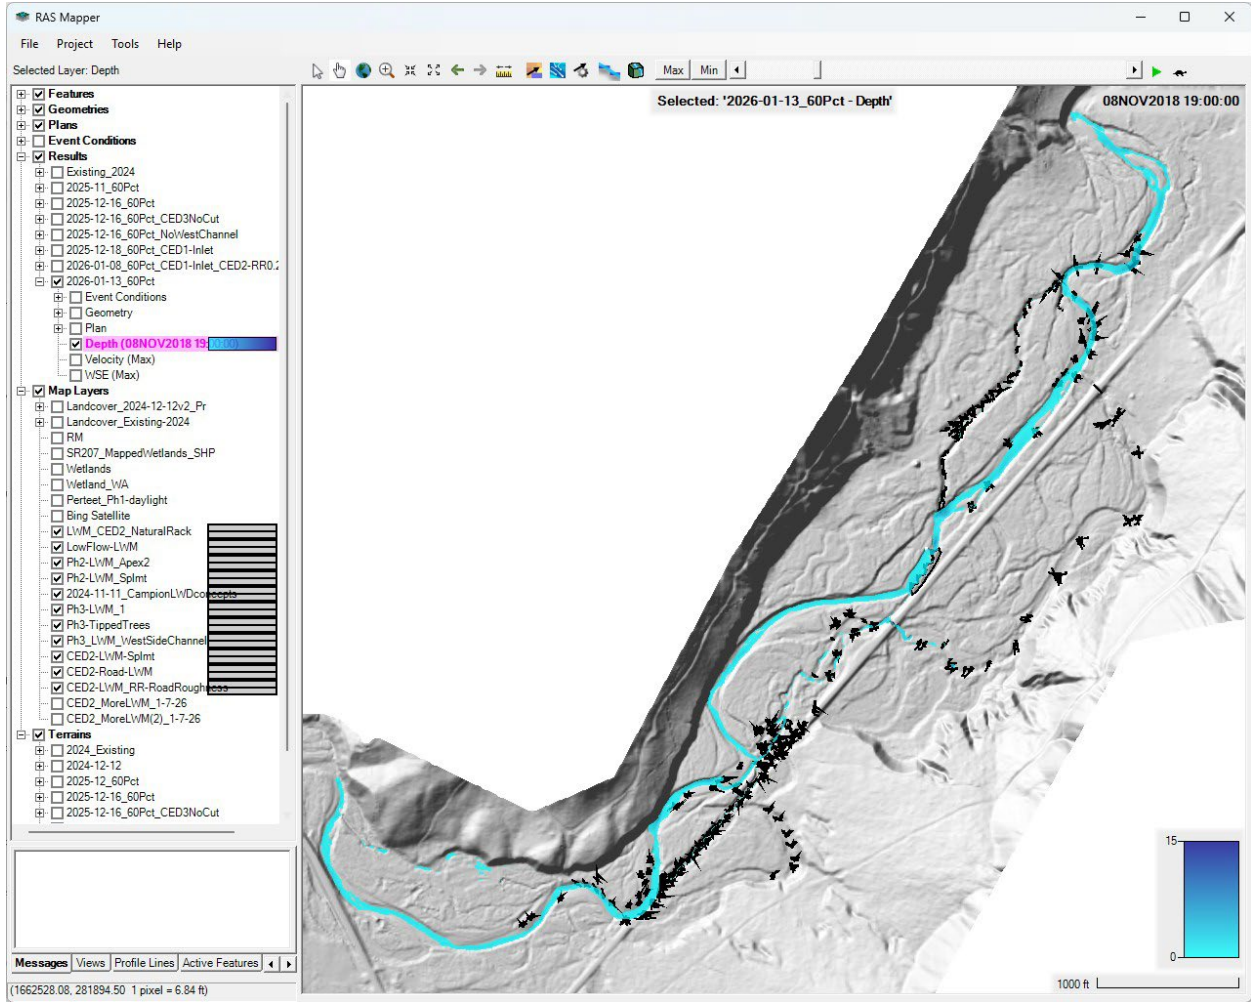 RAS Mapper
File Project Tools Help
Selected Layer: Depth
Max Min
Features
Geometries
Plans
Event Conditions
Results
Existing_2024
2025-11_60Pct
2025-12-16_60Pct
2025-12-16_60Pct_CED3NoCut
2025-12-16_60Pct_NoWestChannel
2025-12-18_60Pct_CED1-Inlet
2026-01-08_60Pct_CED1-Inlet_CED2-RR0.2
2026-01-13_60Pct
Event Conditions
Geometry
Plan
Depth (08NOV2018 19:00:00)
Velocity (Max)
WSE (Max)
Map Layers
Landcover_2024-12-12v2_Pr
Landcover_Existing-2024
RM
SR207_MappedWetlands_SHP
Wetlands
Wetland_WA
Perteet_Ph1-daylight
Bing Satellite
LWM_CED2_NaturalRack
LowFlow-LWM
Ph2-LWM_Apex2
Ph2-LWM_Splmt
2024-11-11_CampionLWDconcepts
Ph3-LWM_1
Ph3-TippedTrees
Ph3_LWM_WestSideChannel
CED2-LWM-Splmt
CED2-Road-LWM
CED2-LWM_RR-RoadRoughness
CED2_MoreLWM_1-7-26
CED2_MoreLWM(2)_1-7-26
Terrains
2024_Existing
2024-12-12
2025-12_60Pct
2025-12-16_60Pct
2025-12-16_60Pct_CED3NoCut
Messages Views Profile Lines Active Features
(1662528.08, 281894.50 1 pixel = 6.84 ft)
Selected: '2026-01-13_60Pct - Depth'
08NOV2018 19:00:00
15
0
1000 ft